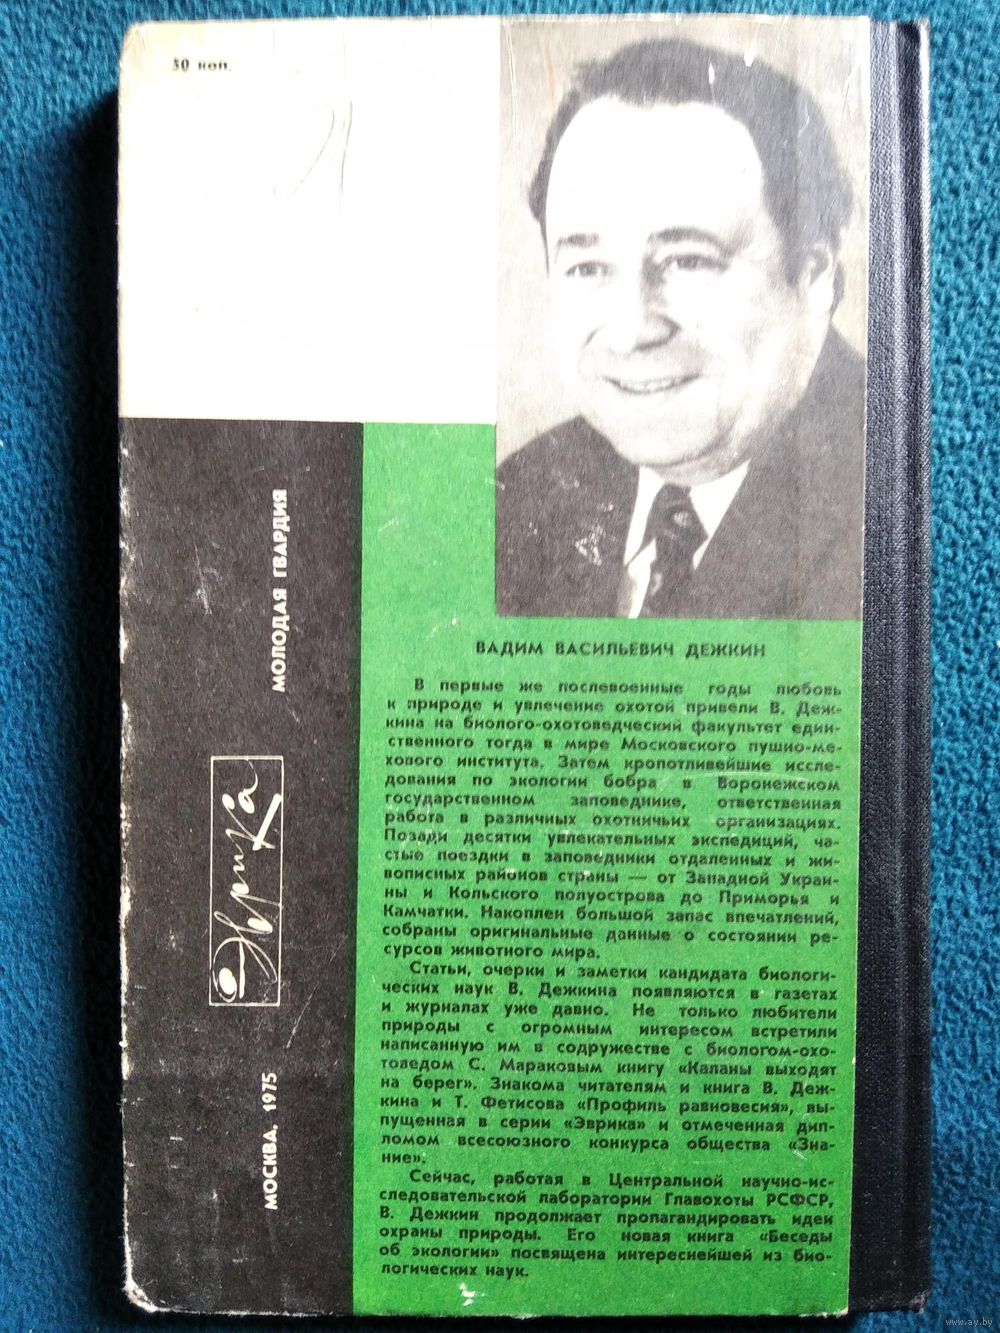 50 коп.
ВАДИМ ВАСИЛЬЕВИЧ ДЕЖКИН
В первые же послевоенные годы любовь
к природе и увлечение охотой привели В. Деж-
кина на биолого-охотоведческий факультет един-
ственного тогда в мире Московского пушно-ме-
хового института. Затем кропотливейшие иссле-
дования по экологии бобра в Воронежском
государственном заповеднике, ответственная
работа в различных охотничьих организациях.
Позади десятки увлекательных экспедиций, ча-
стые поездки в заповедники отдаленных и жи-
вописных районов страны — от Западной Украи-
ны и Кольского полуострова до Приморья и
Камчатки. Накоплен большой запас впечатлений,
собраны оригинальные данные о состоянии ре-
сурсов животного мира.
Статьи, очерки и заметки кандидата биологи-
ческих наук В. Дежкина появляются в газетах
и журналах уже давно. Не только любители
природы с огромным интересом встретили
написанную им в содружестве с биологом-охо-
товедом С. Мараковым книгу «Каланы выходят
на берег». Знакома читателям и книга В. Деж-
кина и Т. Фетисова «Профиль равновесия», вы-
пущенная в серии «Эврика» и отмеченная дип-
ломом всесоюзного конкурса общества «Зна-
ние».
Сейчас, работая в Центральной научно-ис-
следовательской лаборатории Главохоты РСФСР,
В. Дежкин продолжает пропагандировать идеи
охраны природы. Его новая книга «Беседы
об экологии» посвящена интереснейшей из био-
логических наук.
МОСКВА. 1975
Эврика
МОЛОДАЯ ГВАРДИЯ
www.ay.by